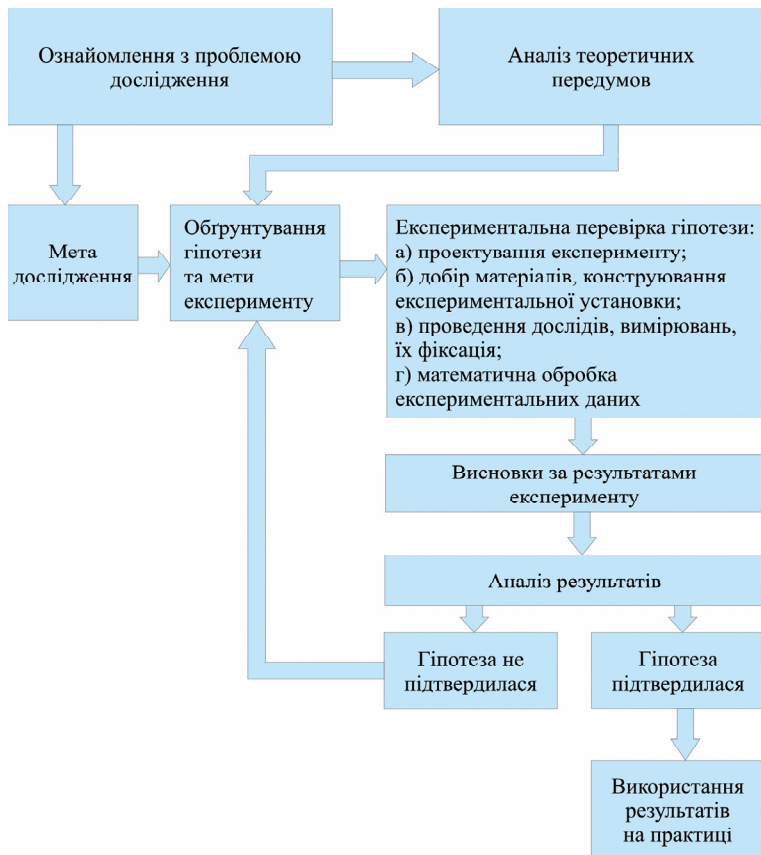 Ознайомлення з проблемою
дослідження
Аналіз теоретичних
передумов
Мета
дослідження
Обґрунтування
гіпотези
та мети
експерименту
Експериментальна перевірка гіпотези:
а) проектування експерименту;
б) добір матеріалів, конструювання
експериментальної установки;
в) проведення дослідів, вимірювань,
їх фіксація;
г) математична обробка
експериментальних даних
Висновки за результатами
експерименту
Аналіз результатів
Гіпотеза не
підтвердилася
Гіпотеза
підтвердилася
Використання
результатів
на практиці